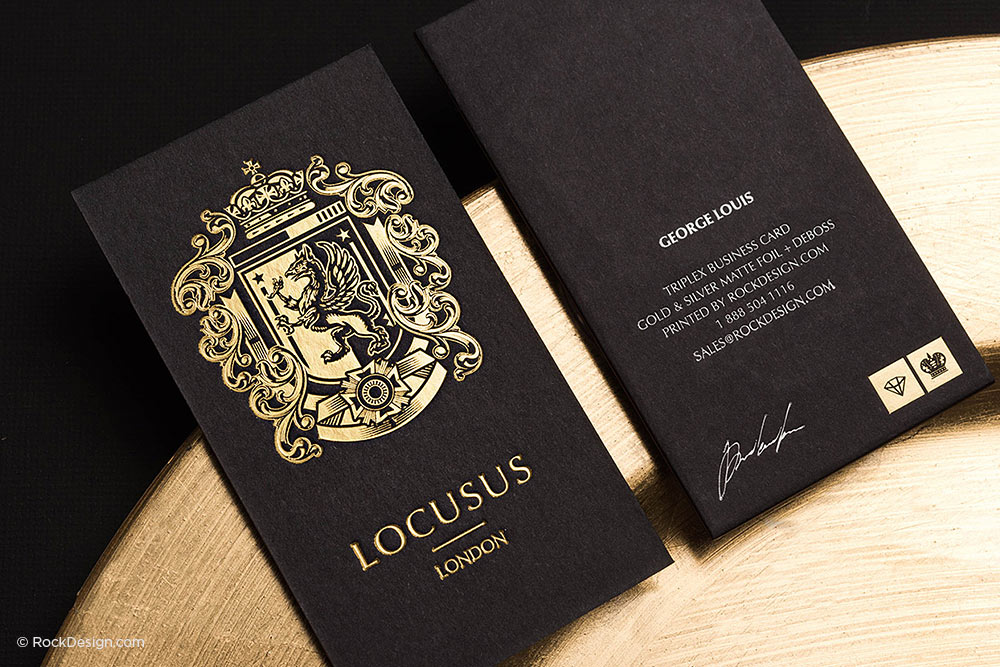 LOCUSUS
LONDON
GEORGE LOUIS
TRIPLEX BUSINESS CARD
GOLD & SILVER MATTE FOIL + DEBOSS
PRINTED BY ROCKDESIGN.COM
1 888 504 1116
SALES@ROCKDESIGN.COM
© RockDesign.com